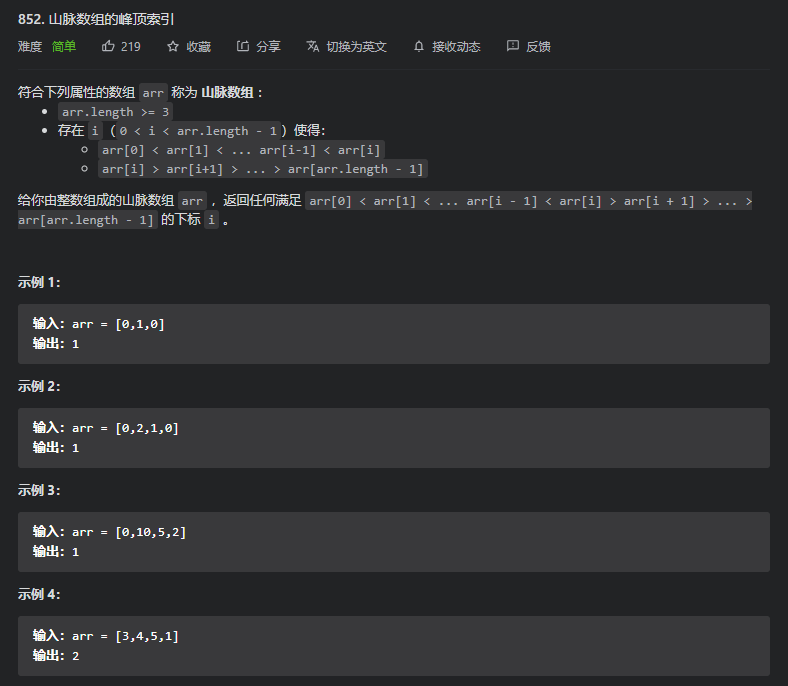 852. 山脉数组的峰顶索引
难度 简单 219 收藏 分享 切换为英文 接收动态 反馈
符合下列属性的数组 arr 称为 山脉数组 ：
arr.length >= 3
存在 i （0 < i < arr.length - 1）使得：
arr[0] < arr[1] < ... arr[i-1] < arr[i]
arr[i] > arr[i+1] > ... > arr[arr.length - 1]
给你由整数组成的山脉数组 arr ，返回任何满足 arr[0] < arr[1] < ... arr[i - 1] < arr[i] > arr[i + 1] > ... >
arr[arr.length - 1] 的下标 i 。
示例 1：
输入：arr = [0,1,0]
输出：1
示例 2：
输入：arr = [0,2,1,0]
输出：1
示例 3：
输入：arr = [0,10,5,2]
输出：1
示例 4：
输入：arr = [3,4,5,1]
输出：2